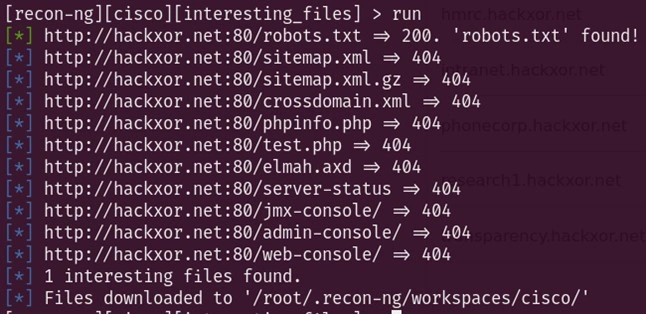 [recon-ng][cisco][interesting_files] > run
[*] http://hackxor.net:80/robots.txt => 200. 'robots.txt' found!
[*] http://hackxor.net:80/sitemap.xml => 404
[*] http://hackxor.net:80/sitemap.xml.gz => 404
[*] http://hackxor.net:80/crossdomain.xml => 404
[*] http://hackxor.net:80/phpinfo.php => 404
[*] http://hackxor.net:80/test.php => 404
[*] http://hackxor.net:80/elmah.axd => 404
[*] http://hackxor.net:80/server-status => 404
[*] http://hackxor.net:80/jmx-console/ => 404
[*] http://hackxor.net:80/admin-console/ => 404
[*] http://hackxor.net:80/web-console/ => 404
[*] 1 interesting files found.
[*] Files downloaded to '/root/.recon-ng/workspaces/cisco/'
hmrc.hackxor.net
intranet.hackxor.net
phonecorp.hackxor.net
research1.hackxor.net
transparency.hackxor.net